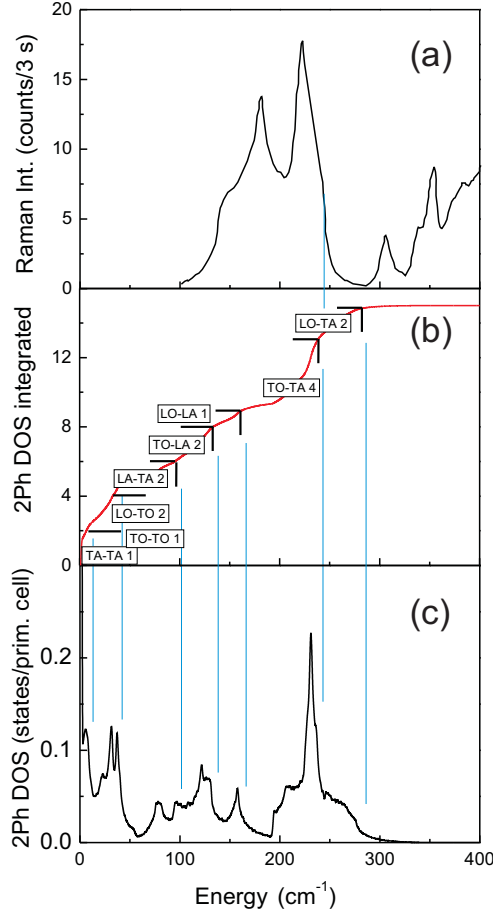 20
(a)
15
10
5
0
Raman Int. (counts/3 s)
(b)
LO-TA 2
12
TO-TA 4
LO-LA 1
8
TO-LA 2
LA-TA 2
4
LO-TO 2
TO-TO 1
TA-TA 1
0
2Ph DOS integrated
(c)
0.2
0.1
0.0
2Ph DOS (states/prim. cell)
0 100 200 300 400
Energy (cm-1)